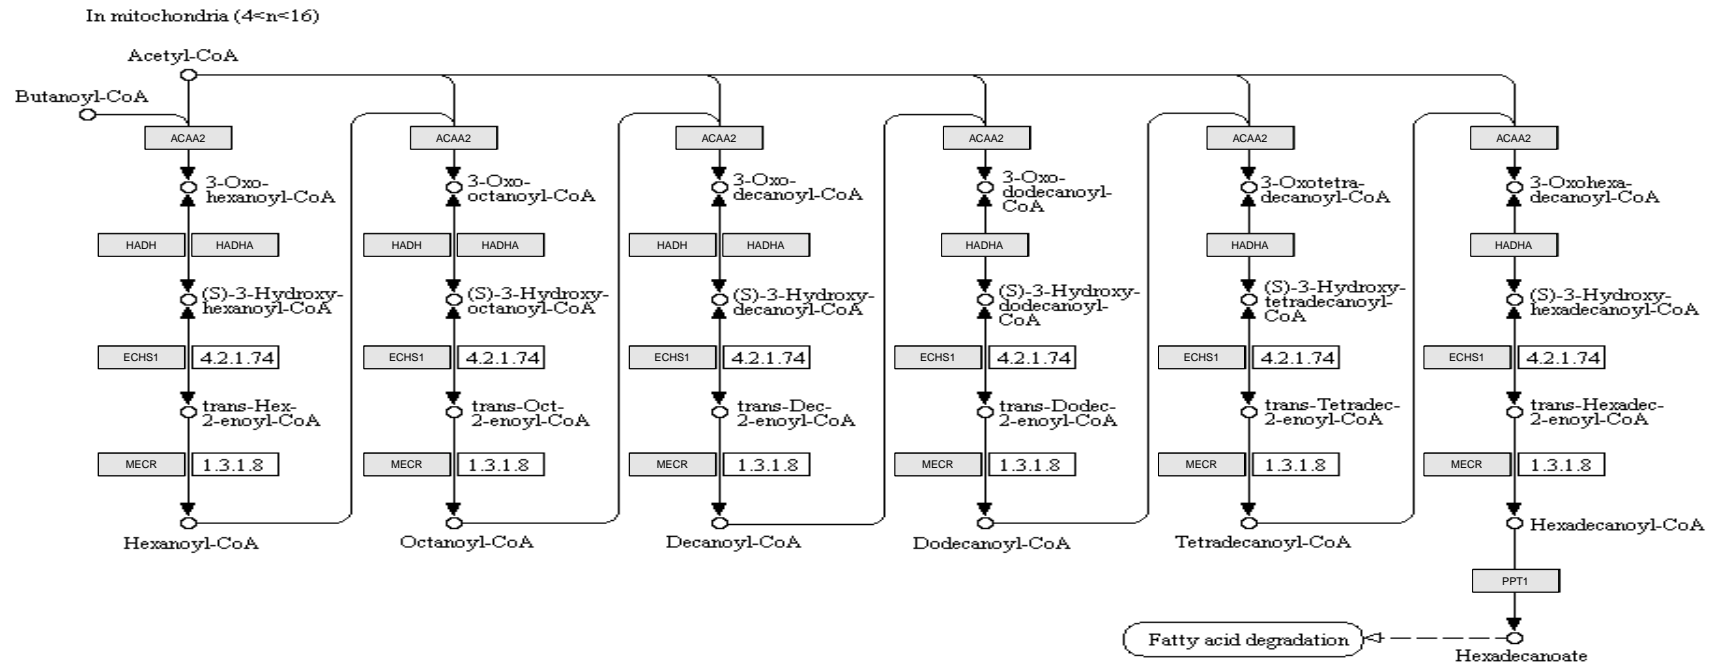 In mitochondria (4<n<16)
Acetyl-CoA
Butanoyl-CoA
ACAA2
ACAA2
ACAA2
ACAA2
ACAA2
ACAA2
3-Oxo-
hexanoyl-CoA
3-Oxo-
octanoyl-CoA
3-Oxo-
decanoyl-CoA
3-Oxo-
dodecanoyl-
CoA
3-Oxotetra-
decanoyl-CoA
3-Oxohexa-
decanoyl-CoA
HADH
HADHA
HADH
HADHA
HADH
HADHA
HADHA
HADHA
HADHA
(S)-3-Hydroxy-
hexanoyl-CoA
(S)-3-Hydroxy-
octanoyl-CoA
(S)-3-Hydroxy-
decanoyl-CoA
(S)-3-Hydroxy-
dodecanoyl-
CoA
(S)-3-Hydroxy-
tetradecanoyl-
CoA
(S)-3-Hydroxy-
hexadecanoyl-CoA
ECHS1
4.2.1.74
ECHS1
4.2.1.74
ECHS1
4.2.1.74
ECHS1
4.2.1.74
ECHS1
4.2.1.74
ECHS1
4.2.1.74
trans-Hex-
2-enoyl-CoA
trans-Oct-
2-enoyl-CoA
trans-Dec-
2-enoyl-CoA
trans-Dodec-
2-enoyl-CoA
trans-Tetradec-
2-enoyl-CoA
trans-Hexadec-
2-enoyl-CoA
MECR
1.3.1.8
MECR
1.3.1.8
MECR
1.3.1.8
MECR
1.3.1.8
MECR
1.3.1.8
MECR
1.3.1.8
Hexanoyl-CoA
Octanoyl-CoA
Decanoyl-CoA
Dodecanoyl-CoA
Tetradecanoyl-CoA
Hexadecanoyl-CoA
PPT1
Fatty acid degradation
Hexadecanoate